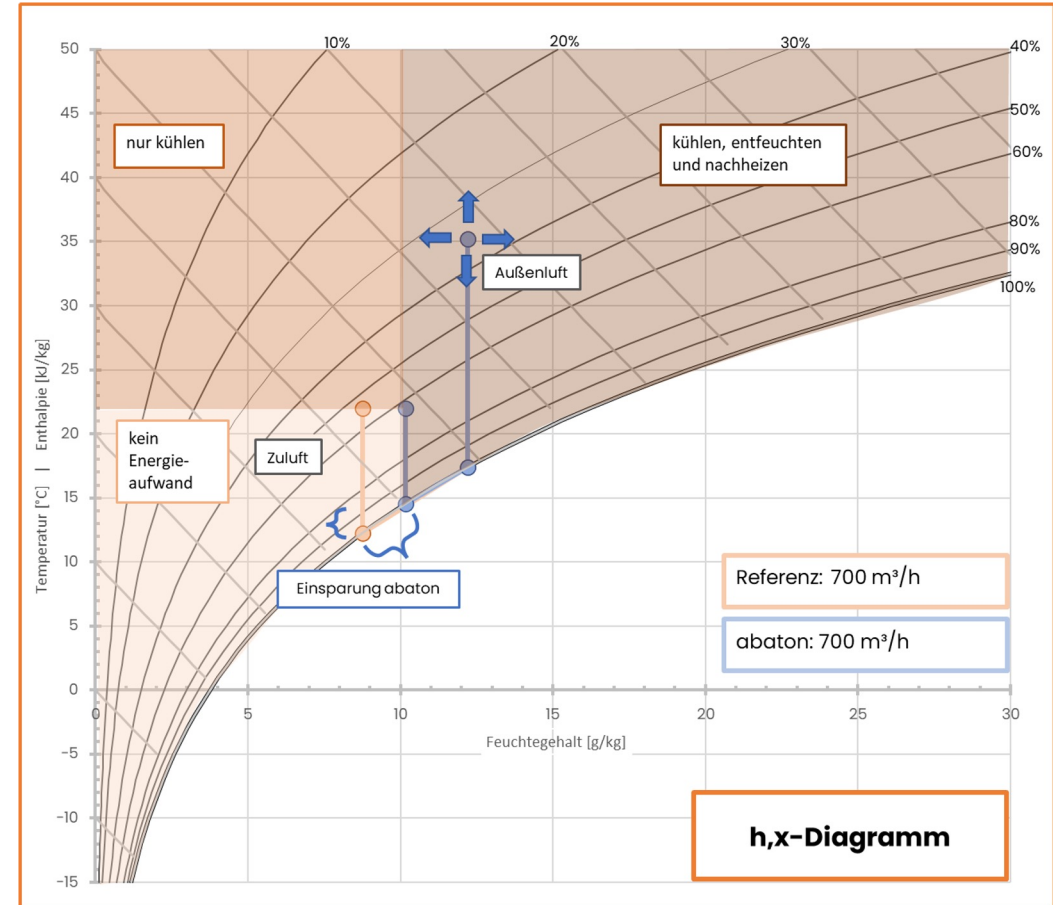 10%
20%
30%
40%
50%
60%
80%
90%
100%
50
45
40
35
30
25
20
15
10
5
0
-5
-10
-15
Temperatur [°C] | Enthalpie [kJ/kg]
nur kühlen
kühlen, entfeuchten
und nachheizen
Außenluft
kein
Energie-
aufwand
Zuluft
Einsparung abaton
Referenz: 700 m³/h
abaton: 700 m³/h
0 5 10 15 20 25 30
Feuchtegehalt [g/kg]
h,x-Diagramm